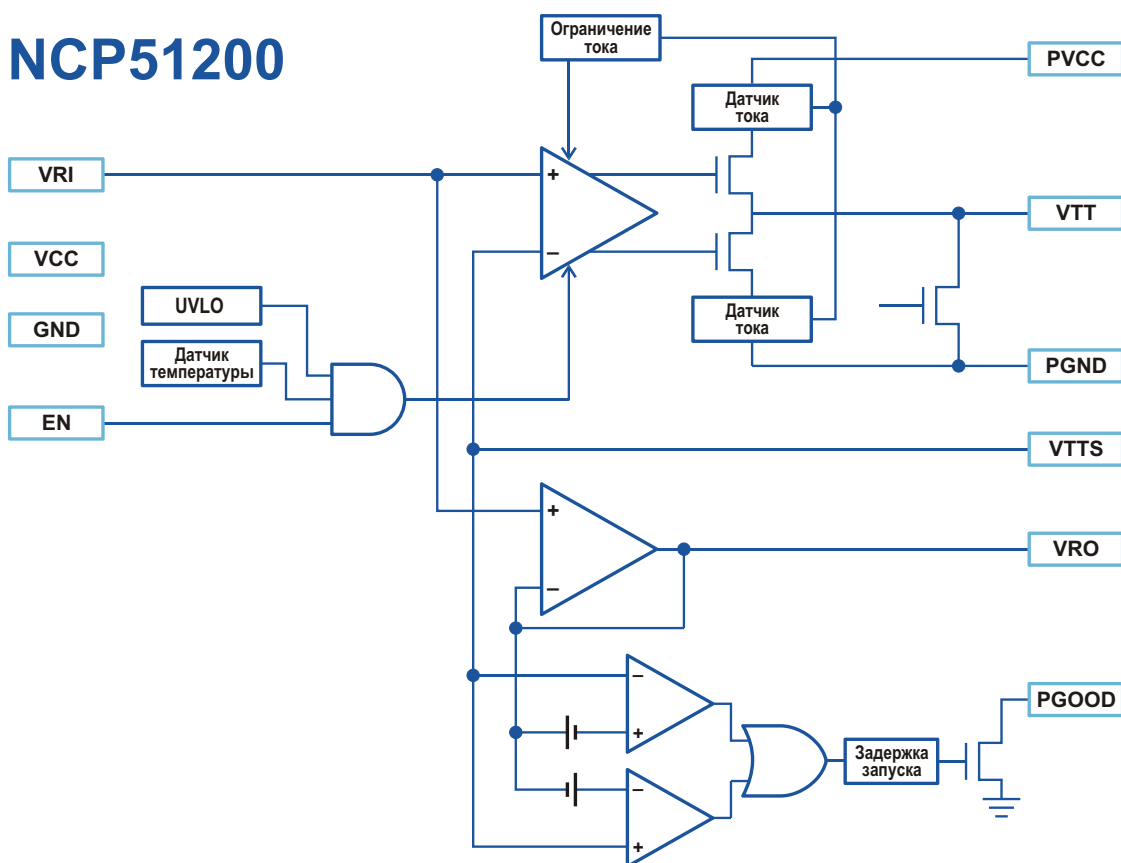 NCP51200
Ограничение
тока
PVCC
Датчик
тока
VRI
+
VTT
VCC
–
UVLO
GND
Датчик
тока
Датчик
температуры
PGND
EN
VTTS
+
VRO
–
–
PGOOD
+
Задержка
запуска
–
+